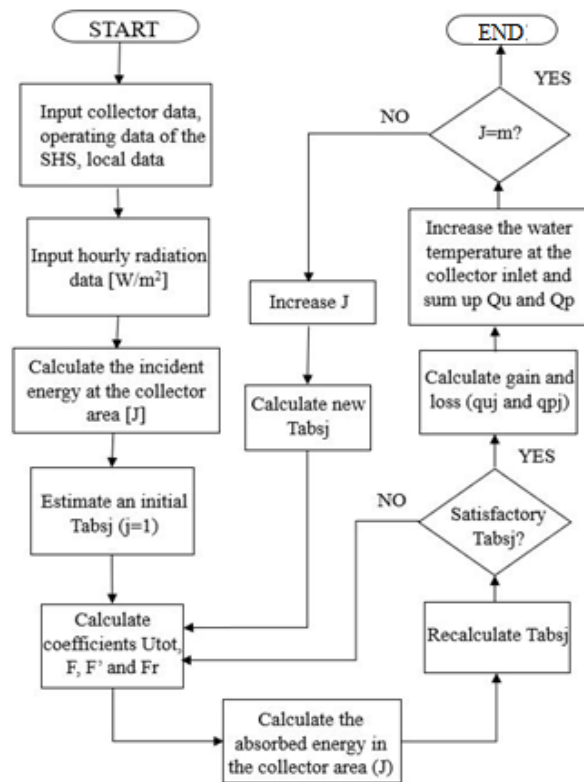 START
Input collector data,
operating data of the
SHS, local data
Input hourly radiation
data [W/m²]
Calculate the incident
energy at the collector
area [J]
Estimate an initial
Tabsj (j=1)
Calculate
coefficients Utot,
F, F’ and Fr
Calculate the
absorbed energy in
the collector area (J)
Recalculate Tabsj
Satisfactory
Tabsj?
NO
YES
Calculate gain and
loss (quj and qpj)
Increase the water
temperature at the
collector inlet and
sum up Qu and Qp
J=m?
NO
YES
Increase J
Calculate new
Tabsj
END